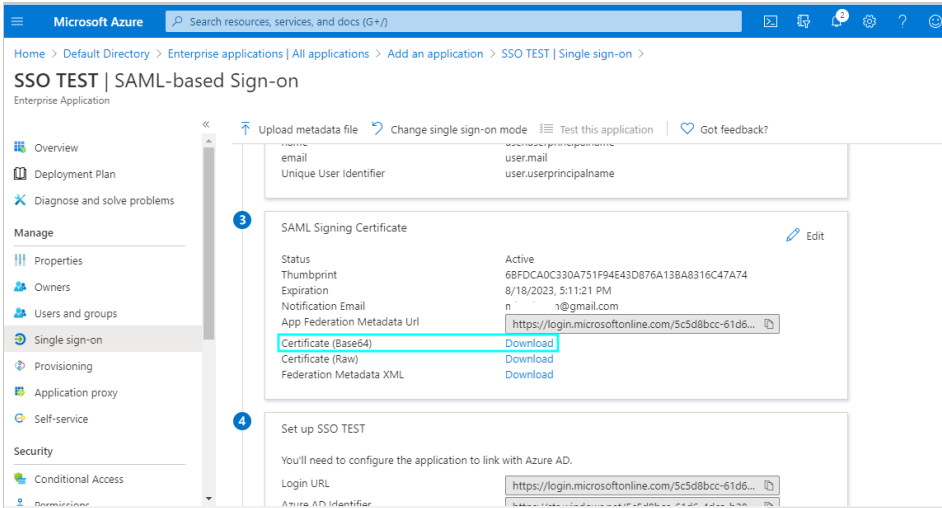 Microsoft Azure
Search resources, services, and docs (G+/)
2
Home > Default Directory > Enterprise applications | All applications > Add an application > SSO TEST | Single sign-on >
SSO TEST | SAML-based Sign-on
Enterprise Application
Upload metadata file Change single sign-on mode Test this application Got feedback?
Overview
Deployment Plan
Diagnose and solve problems
Manage
Properties
Owners
Users and groups
Single sign-on
Provisioning
Application proxy
Self-service
Security
Conditional Access
Permissions
name user.userprincipalname
email user.mail
Unique User Identifier user.userprincipalname
3
SAML Signing Certificate
Edit
Status Active
Thumbprint 6BFDCA0C330A751F94E43D876A13BA8316C47A74
Expiration 8/18/2023, 5:11:21 PM
Notification Email n @gmail.com
App Federation Metadata Url https://login.microsoftonline.com/5c5d8bcc-61d6...
Certificate (Base64) Download
Certificate (Raw) Download
Federation Metadata XML Download
4
Set up SSO TEST
You'll need to configure the application to link with Azure AD.
Login URL https://login.microsoftonline.com/5c5d8bcc-61d6...
Azure AD Identifier